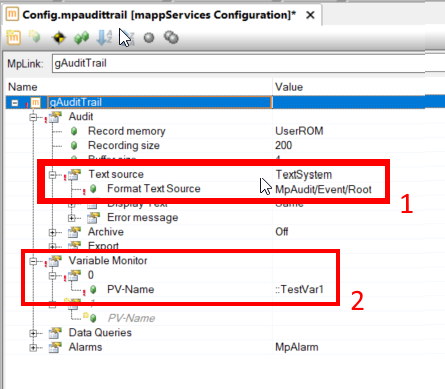 Config.mpaudittrail [mappServices Configuration]* X
MpLink: gAuditTrail
Name Value
gAuditTrail
Audit
Record memory UserROM
Recording size 200
Buffer size 4
Text source TextSystem
Format Text Source MpAudit/Event/Root
1
Display Text Same
Error message
Archive Off
Export
Variable Monitor
0
PV-Name ::TestVar1
2
PV-Name
Data Queries
Alarms MpAlarm